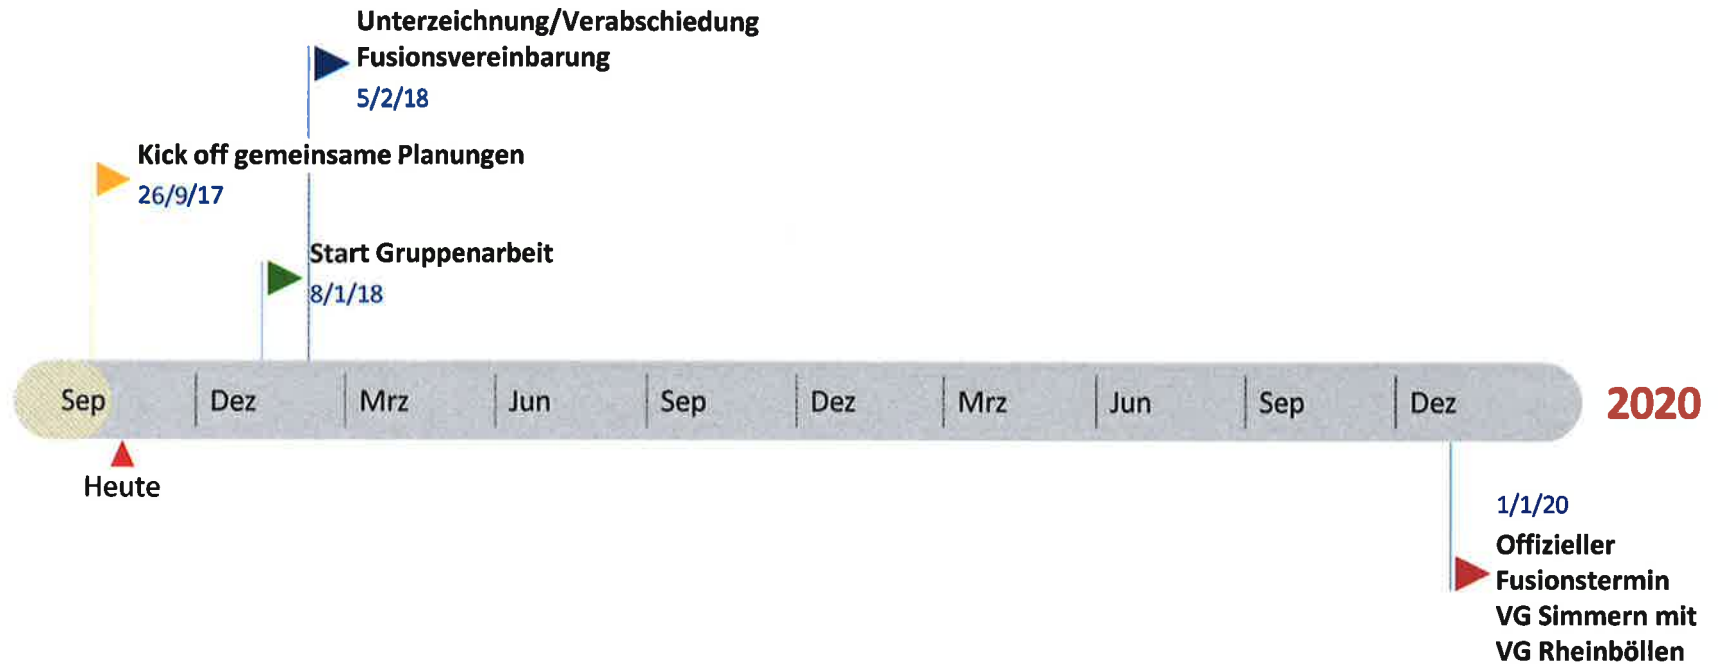 Unterzeichnung/Verabschiedung
Fusionsvereinbarung
5/2/18
Kick off gemeinsame Planungen
26/9/17
Start Gruppenarbeit
8/1/18
Sep Dez Mrz Jun Sep Dez Mrz Jun Sep Dez 2020
Heute
1/1/20
Offizieller
Fusionstermin
VG Simmern mit
VG Rheinböllen